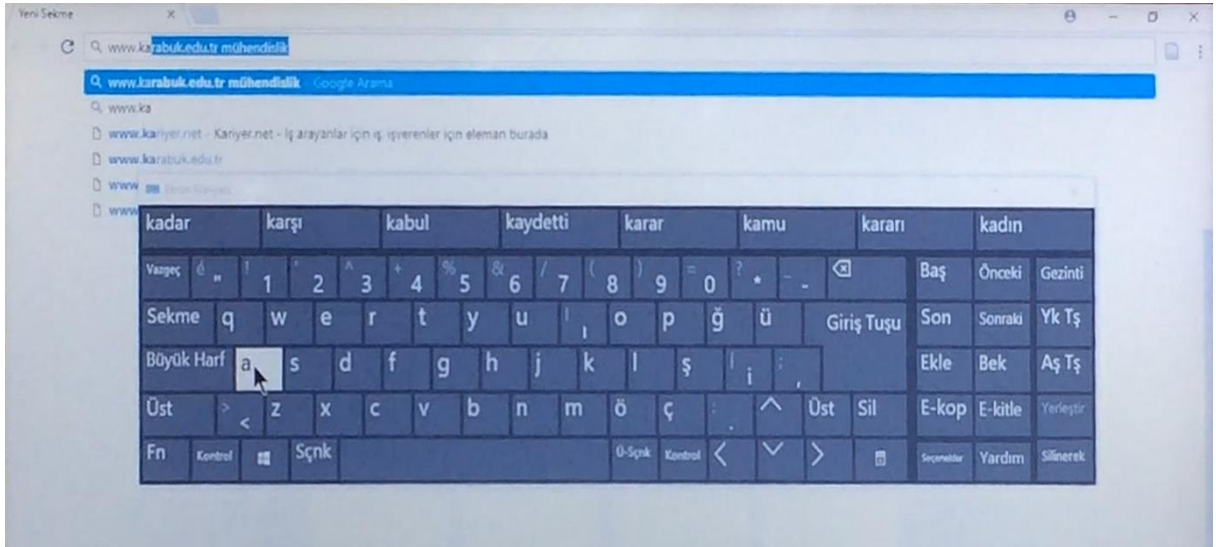 Yeni Sekme
www.karabuk.edu.tr mühendislik
www.karabuk.edu.tr mühendislik - Google Arama
www.ka
www.kariyer.net - Kariyer.net - İş arayanlar için iş, işverenler için eleman burada
www.karabuk.edu.tr
www
www
kadar karşı kabul kaydetti karar kamu kararı kadın
Vazgeç é " ! 1 ' 2 ^ 3 + 4 % 5 & 6 / 7 ( 8 ) 9 = 0 ? * _ - Baş Önceki Gezinti
Sekme q w e r t y u I ı o p ğ ü Giriş Tuşu Son Sonraki Yk Tş
Büyük Harf a s d f g h j k l ş İ i ; , Ekle Bek Aş Tş
Üst > < z x c v b n m ö ç : . Üst Sil E-kop E-kitle Yerleştir
Fn Kontrol Sçnk Ü-Sçnk Kontrol Seçenekler Yardım Silinerek